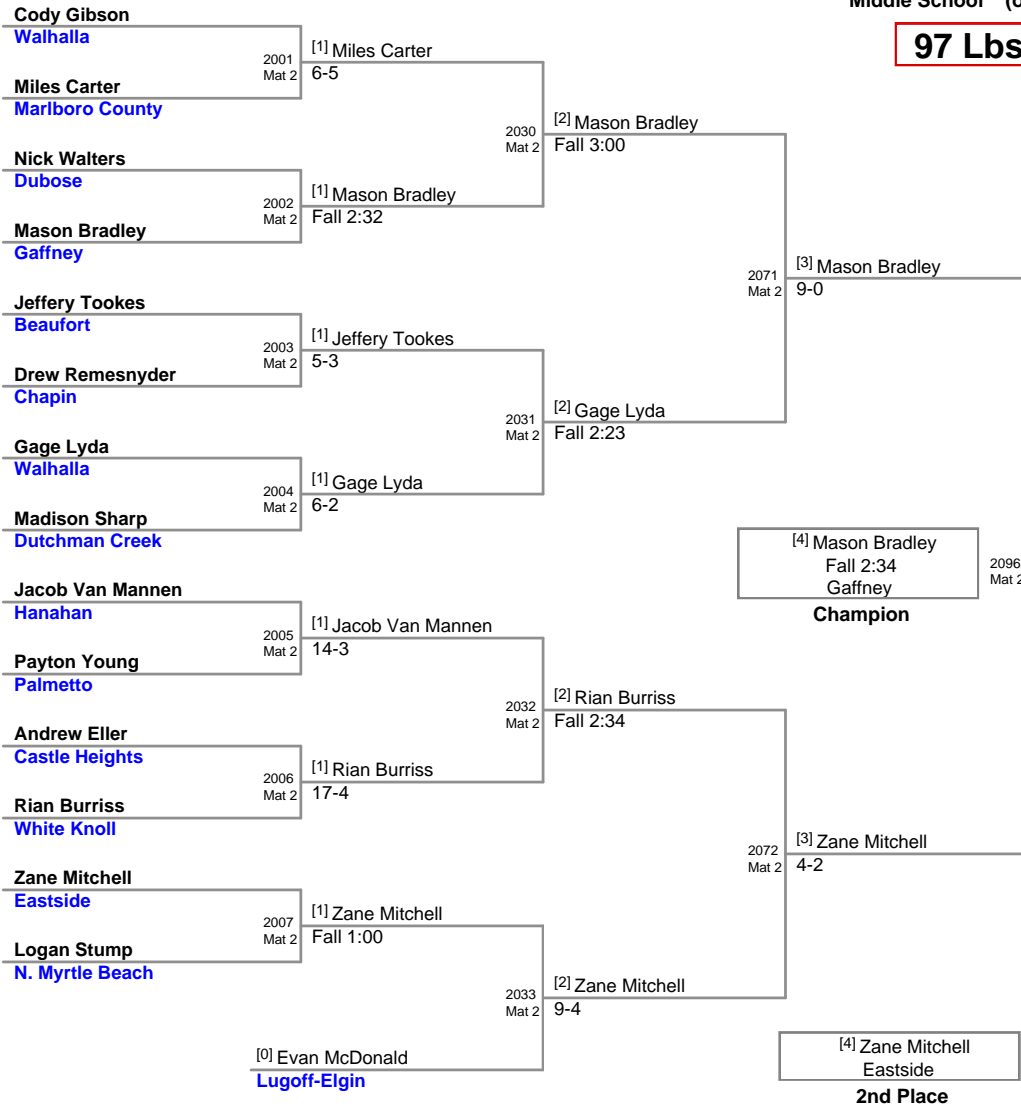 Middle School
97 Lbs
Cody Gibson
Walhalla
2001
Mat 2
[1] Miles Carter
6-5
Miles Carter
Marlboro County
2030
Mat 2
[2] Mason Bradley
Fall 3:00
Nick Walters
Dubose
2002
Mat 2
[1] Mason Bradley
Fall 2:32
Mason Bradley
Gaffney
2071
Mat 2
[3] Mason Bradley
9-0
Jeffery Tookes
Beaufort
2003
Mat 2
[1] Jeffery Tookes
5-3
Drew Remesnyder
Chapin
2031
Mat 2
[2] Gage Lyda
Fall 2:23
Gage Lyda
Walhalla
2004
Mat 2
[1] Gage Lyda
6-2
Madison Sharp
Dutchman Creek
[4] Mason Bradley
Fall 2:34
Gaffney
2096
Mat 2
Champion
Jacob Van Mannen
Hanahan
2005
Mat 2
[1] Jacob Van Mannen
14-3
Payton Young
Palmetto
2032
Mat 2
[2] Rian Burriss
Fall 2:34
Andrew Eller
Castle Heights
2006
Mat 2
[1] Rian Burriss
17-4
Rian Burriss
White Knoll
2072
Mat 2
[3] Zane Mitchell
4-2
Zane Mitchell
Eastside
2007
Mat 2
[1] Zane Mitchell
Fall 1:00
Logan Stump
N. Myrtle Beach
2033
Mat 2
[2] Zane Mitchell
9-4
[0] Evan McDonald
Lugoff-Elgin
[4] Zane Mitchell
Eastside
2nd Place